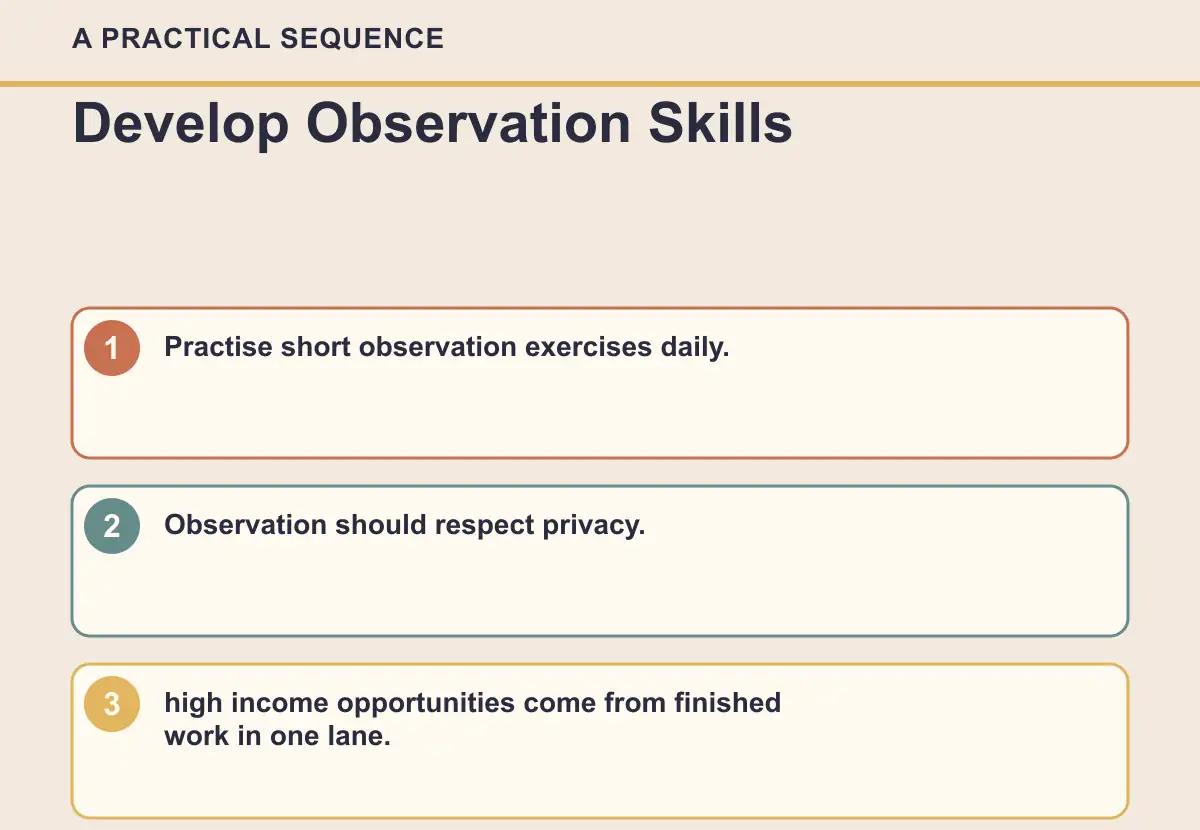 A PRACTICAL SEQUENCE
Develop Observation Skills
1
Practise short observation exercises daily.
2
Observation should respect privacy.
3
high income opportunities come from finished
work in one lane.